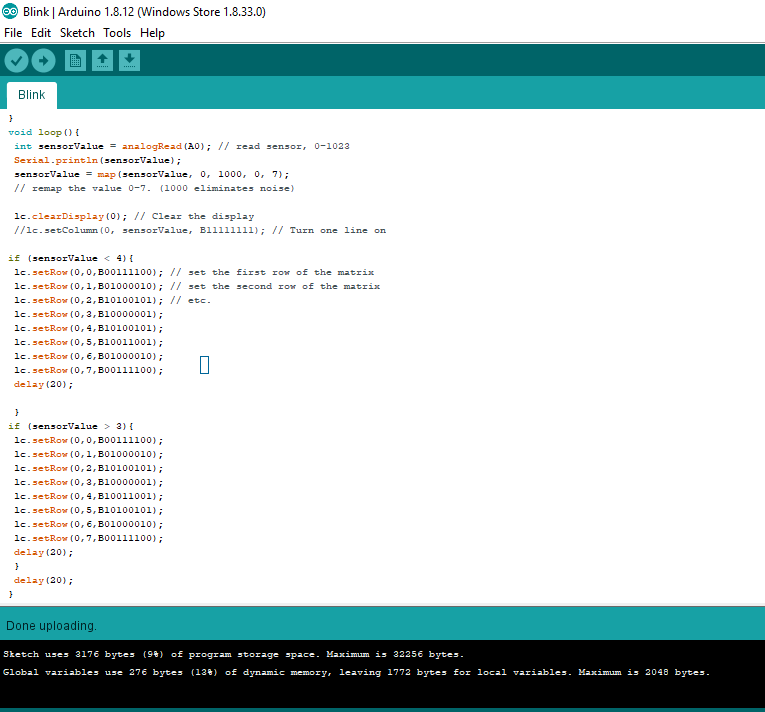 Blink | Arduino 1.8.12 (Windows Store 1.8.33.0)
File Edit Sketch Tools Help
Blink
}
void loop(){
int sensorValue = analogRead(A0); // read sensor, 0-1023
Serial.println(sensorValue);
sensorValue = map(sensorValue, 0, 1000, 0, 7);
// remap the value 0-7. (1000 eliminates noise)
lc.clearDisplay(0); // Clear the display
//lc.setColumn(0, sensorValue, B11111111); // Turn one line on
if (sensorValue < 4){
lc.setRow(0,0,B00111100); // set the first row of the matrix
lc.setRow(0,1,B01000010); // set the second row of the matrix
lc.setRow(0,2,B10100101); // etc.
lc.setRow(0,3,B10000001);
lc.setRow(0,4,B10100101);
lc.setRow(0,5,B10011001);
lc.setRow(0,6,B01000010);
lc.setRow(0,7,B00111100);
delay(20);
}
if (sensorValue > 3){
lc.setRow(0,0,B00111100);
lc.setRow(0,1,B01000010);
lc.setRow(0,2,B10100101);
lc.setRow(0,3,B10000001);
lc.setRow(0,4,B10011001);
lc.setRow(0,5,B10100101);
lc.setRow(0,6,B01000010);
lc.setRow(0,7,B00111100);
delay(20);
}
delay(20);
}
Done uploading.
Sketch uses 3176 bytes (9%) of program storage space. Maximum is 32256 bytes.
Global variables use 276 bytes (13%) of dynamic memory, leaving 1772 bytes for local variables. Maximum is 2048 bytes.